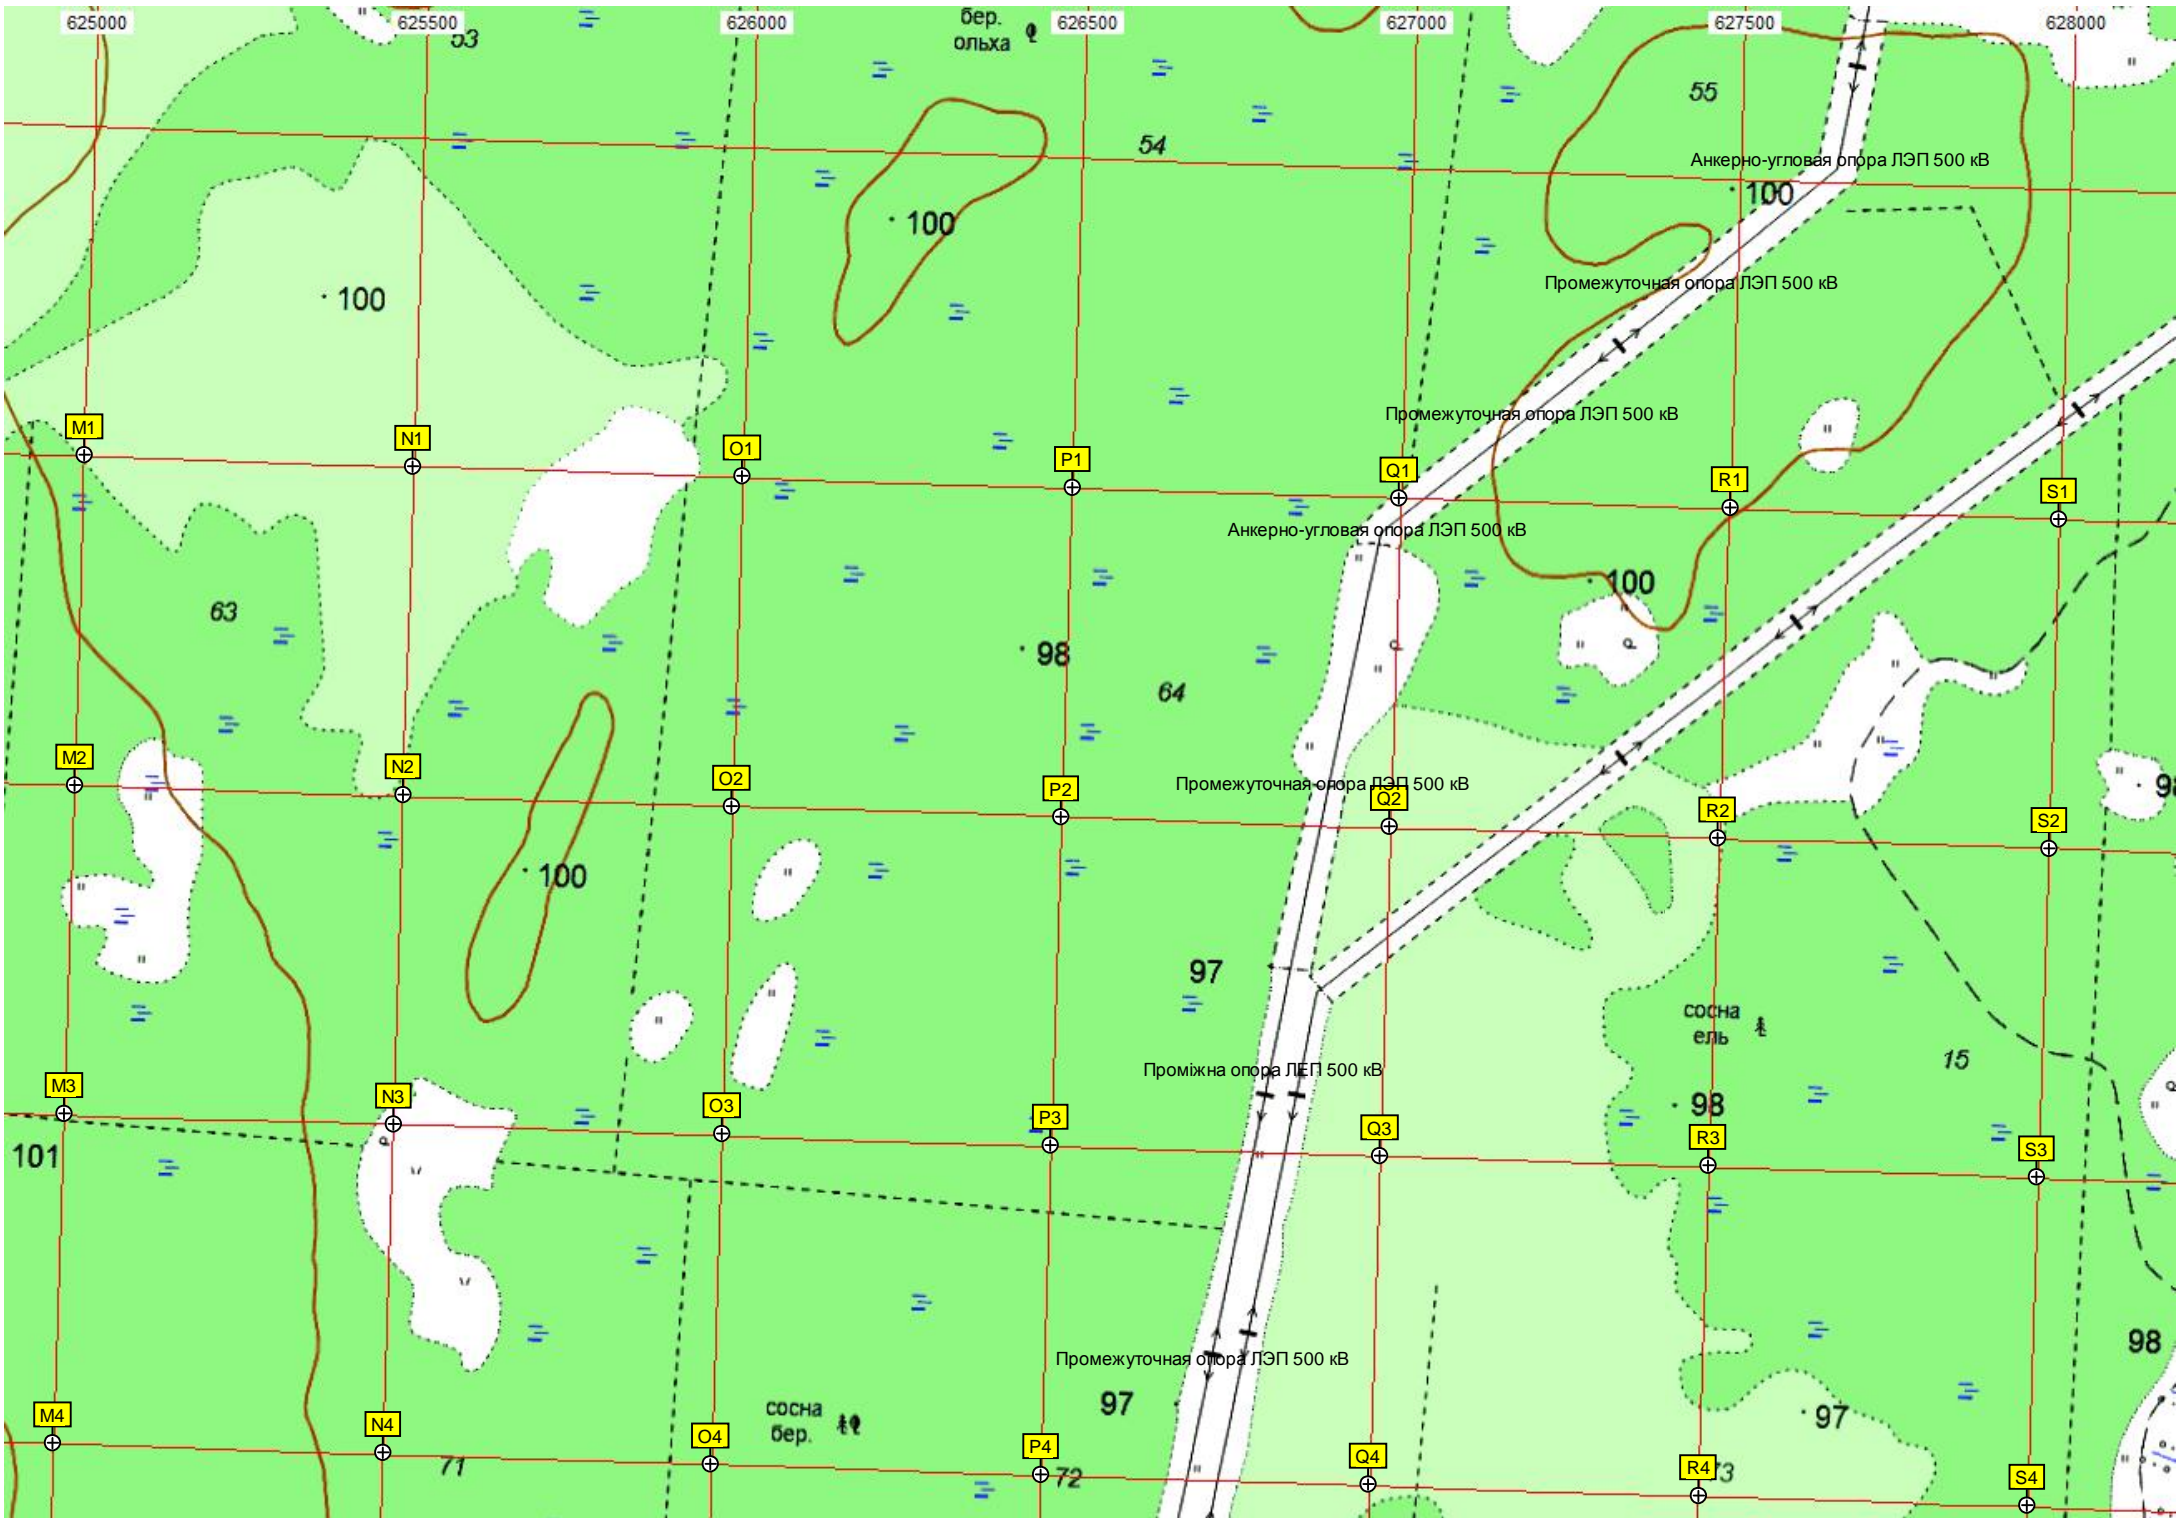 625000 625500 626000 626500 627000 627500 628000
53
бер.
ольха
55
54
Анкерно-угловая опора ЛЭП 500 кВ
100
100
100
Промежуточная опора ЛЭП 500 кВ
Промежуточная опора ЛЭП 500 кВ
M1 N1 O1 P1 Q1 R1 S1
Анкерно-угловая опора ЛЭП 500 кВ
100
63
98
64
Промежуточная опора ЛЭП 500 кВ
M2 N2 O2 P2 Q2 R2 S2
98
100
97
сосна
ель
15
Проміжна опора ЛЕП 500 кВ
98
M3 N3 O3 P3 Q3 R3 S3
101
98
Промежуточная опора ЛЭП 500 кВ
97
97
сосна
бер.
M4 N4 O4 P4 Q4 R4 S4
71
72
73